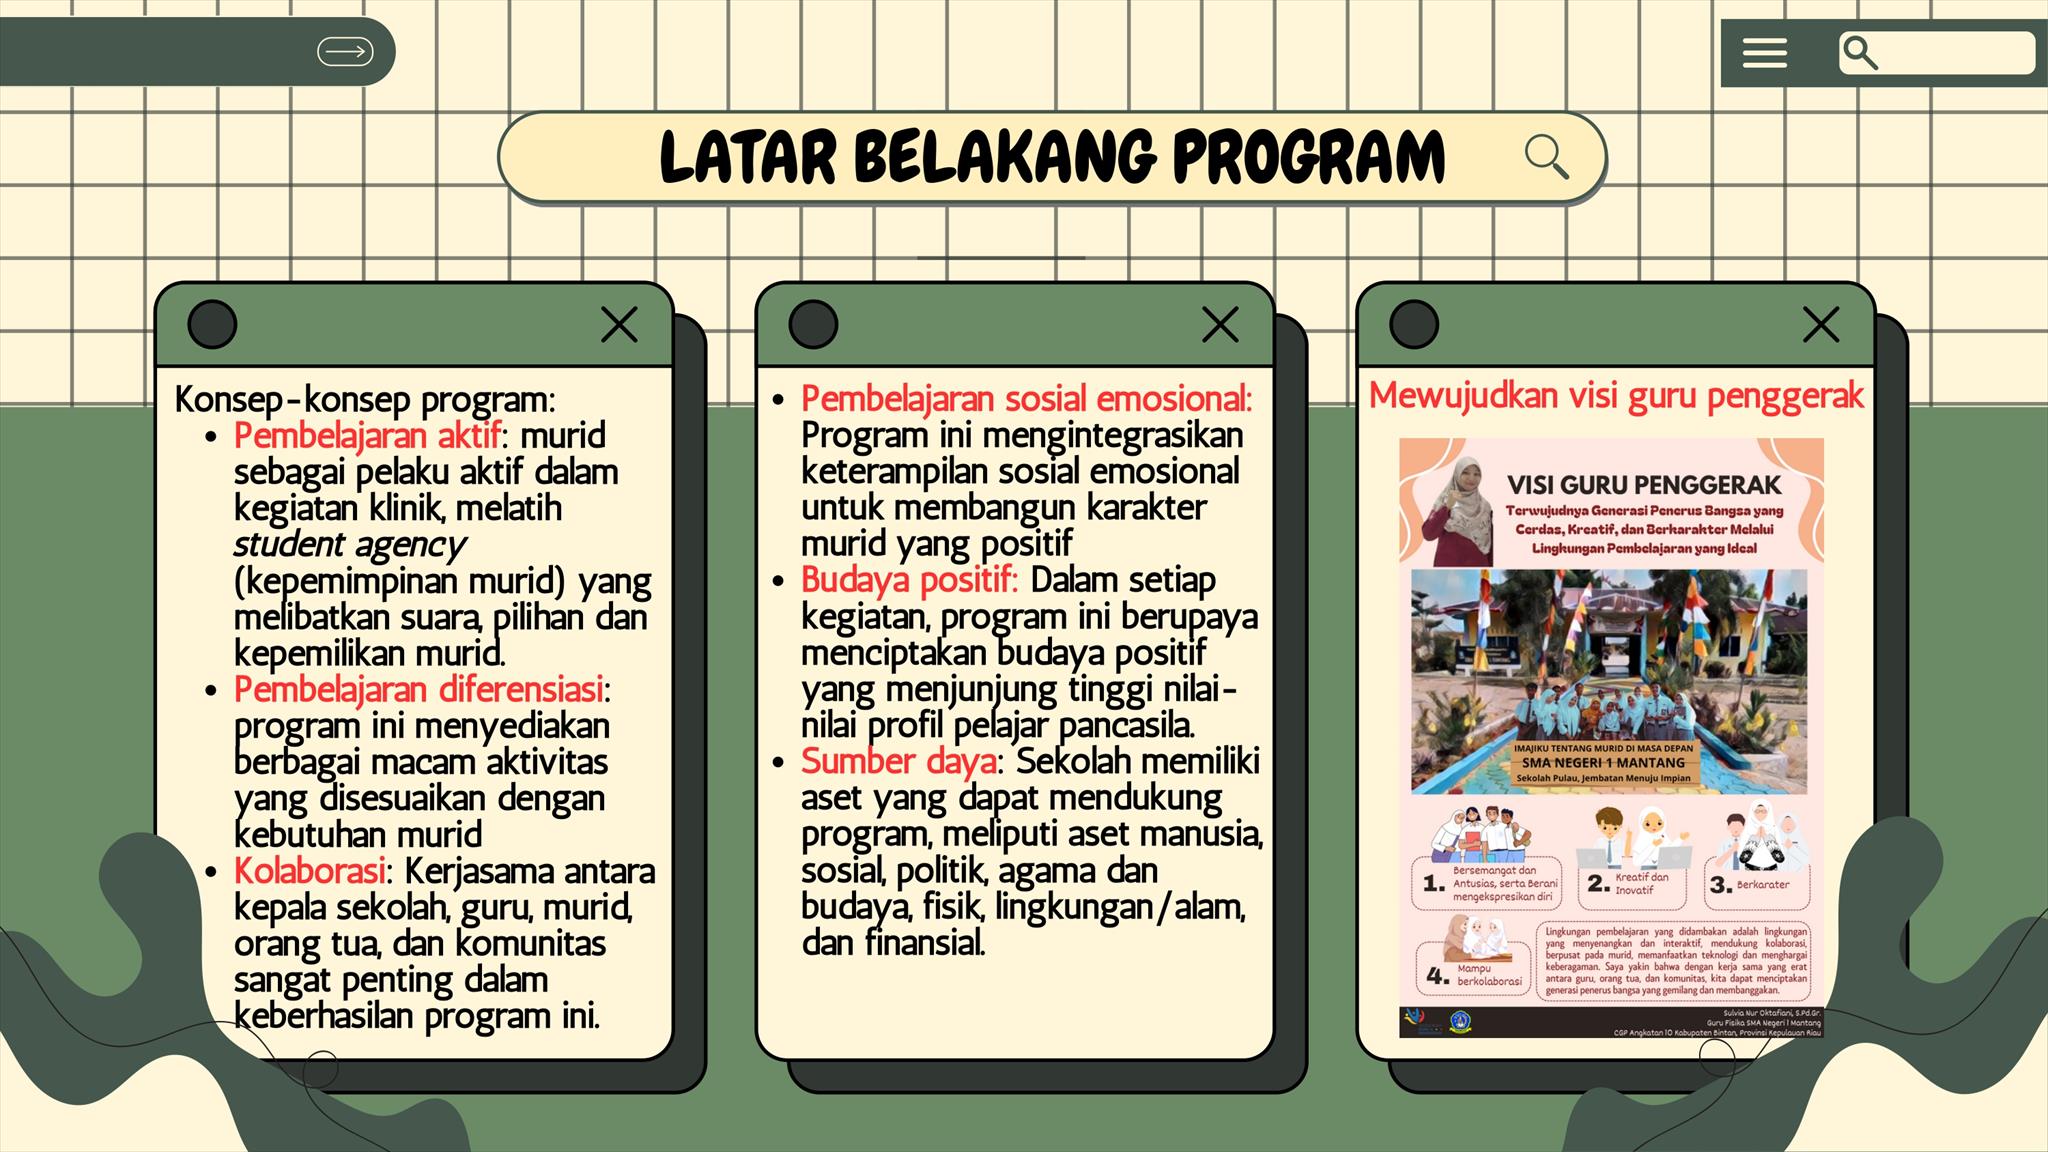 LATAR BELAKANG PROGRAM
Konsep-konsep program:
• Pembelajaran aktif: murid
sebagai pelaku aktif dalam
kegiatan klinik, melatih
student agency
(kepemimpinan murid) yang
melibatkan suara, pilihan dan
kepemilikan murid.
• Pembelajaran diferensiasi:
program ini menyediakan
berbagai macam aktivitas
yang disesuaikan dengan
kebutuhan murid
• Kolaborasi: Kerjasama antara
kepala sekolah, guru, murid,
orang tua, dan komunitas
sangat penting dalam
keberhasilan program ini.
• Pembelajaran sosial emosional:
Program ini mengintegrasikan
keterampilan sosial emosional
untuk membangun karakter
murid yang positif
• Budaya positif: Dalam setiap
kegiatan, program ini berupaya
menciptakan budaya positif
yang menjunjung tinggi nilai-
nilai profil pelajar pancasila.
• Sumber daya: Sekolah memiliki
aset yang dapat mendukung
program, meliputi aset manusia,
sosial, politik, agama dan
budaya, fisik, lingkungan/alam,
dan finansial.
Mewujudkan visi guru penggerak
VISI GURU PENGGERAK
Terwujudnya Generasi Penerus Bangsa yang
Cerdas, Kreatif, dan Berkarakter Melalui
Lingkungan Pembelajaran yang Ideal
IMAJIKU TENTANG MURID DI MASA DEPAN
SMA NEGERI 1 MANTANG
Sekolah Pulau, Jembatan Menuju Impian
1. Bersemangat dan
Antusias, serta Berani
mengekspresikan diri
2. Kreatif dan
Inovatif
3. Berkarater
4. Mampu
berkolaborasi
Lingkungan pembelajaran yang didambakan adalah lingkungan
yang menyenangkan dan interaktif, mendukung kolaborasi,
berpusat pada murid, memanfaatkan teknologi dan menghargai
keberagaman. Saya yakin bahwa dengan kerja sama yang erat
antara guru, orang tua, dan komunitas, kita dapat menciptakan
generasi penerus bangsa yang gemilang dan membanggakan.
Sulvia Nur Oktafiani, S.Pd.Gr.
Guru Fisika SMA Negeri 1 Mantang
CGP Angkatan 10 Kabupaten Bintan, Provinsi Kepulauan Riau